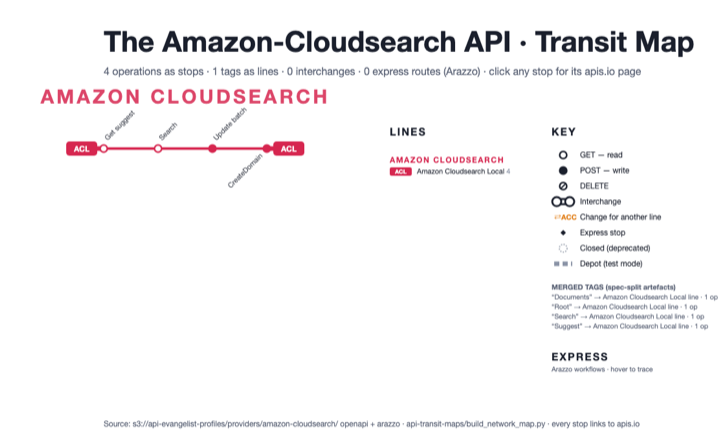 The Amazon-Cloudsearch API · Transit Map
4 operations as stops · 1 tags as lines · 0 interchanges · 0 express routes (Arazzo) · click any stop for its apis.io page
AMAZON CLOUDSEARCH
ACL
Get suggest
Search
Update batch
CreateDomain
ACL
LINES
AMAZON CLOUDSEARCH
ACL Amazon Cloudsearch Local 4
KEY
GET — read
POST — write
DELETE
Interchange
⇄ACC Change for another line
Express stop
Closed (deprecated)
Depot (test mode)
MERGED TAGS (spec-split artefacts)
"Documents" → Amazon Cloudsearch Local line · 1 op
"Root" → Amazon Cloudsearch Local line · 1 op
"Search" → Amazon Cloudsearch Local line · 1 op
"Suggest" → Amazon Cloudsearch Local line · 1 op
EXPRESS
Arazzo workflows · hover to trace
Source: s3://api-evangelist-profiles/providers/amazon-cloudsearch/ openapi + arazzo · api-transit-maps/build_network_map.py · every stop links to apis.io